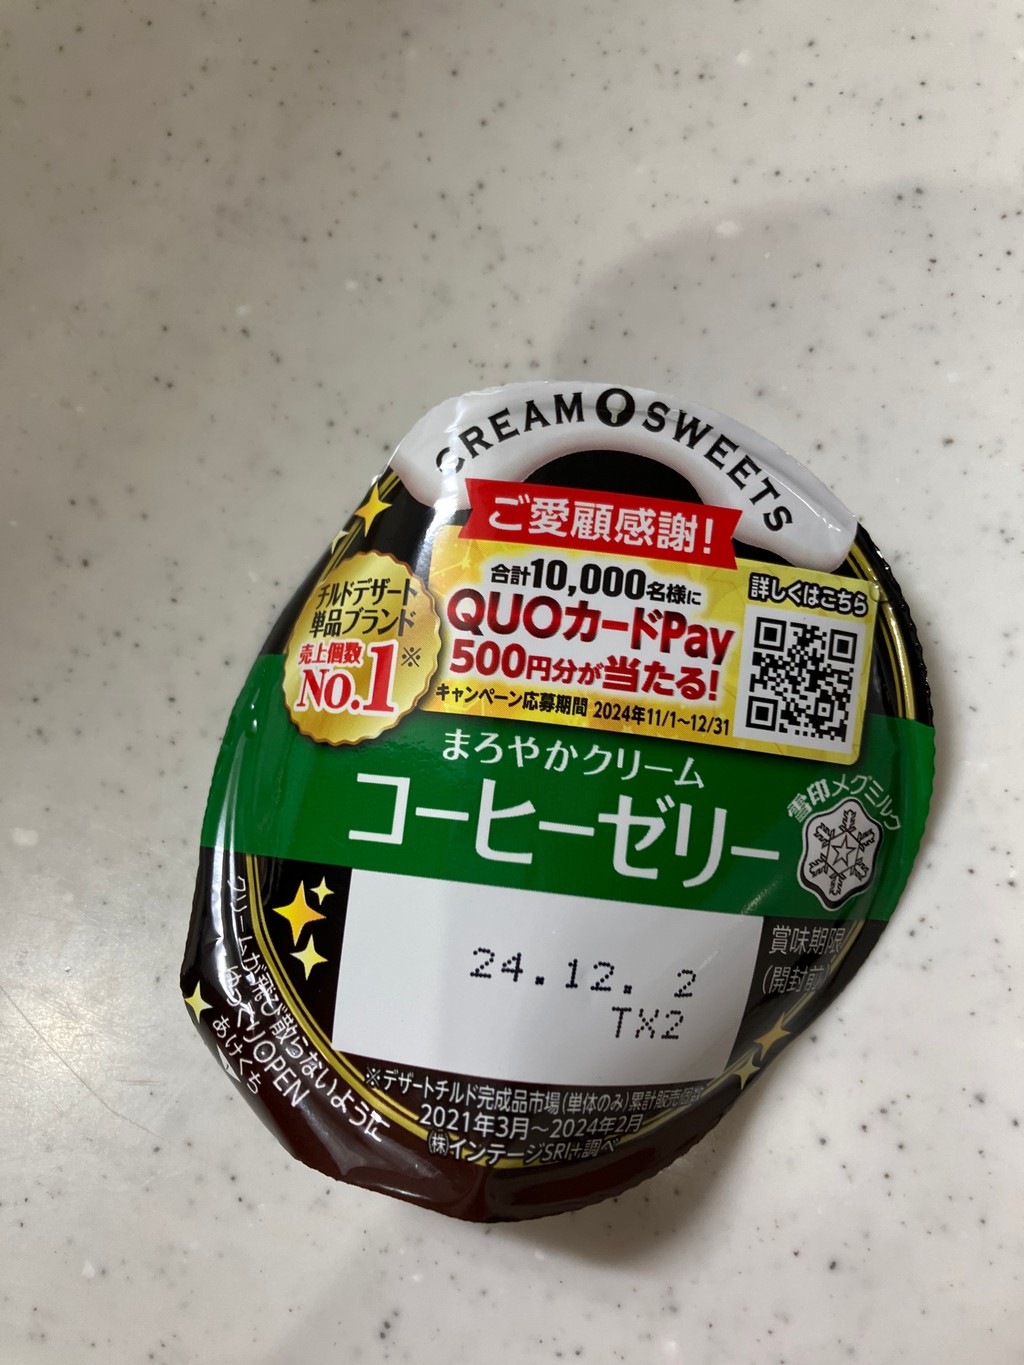 CREAM SWEETS
ご愛顧感謝!
合計10,000名様に
QUOカードPay
500円分が当たる!
キャンペーン応募期間 2024年11/1〜12/31
詳しくはこちら
チルドデザート
単品ブランド
売上個数
No.1※
まろやかクリーム
コーヒーゼリー
雪印メグミルク
賞味期限
(開封前)
24.12. 2
TX2
クリームが飛び散らないように
ゆっくりOPEN
あけくち
※デザートチルド完成品市場(単体のみ)累計販売個数
2021年3月〜2024年2月
㈱インテージSRI+調べ